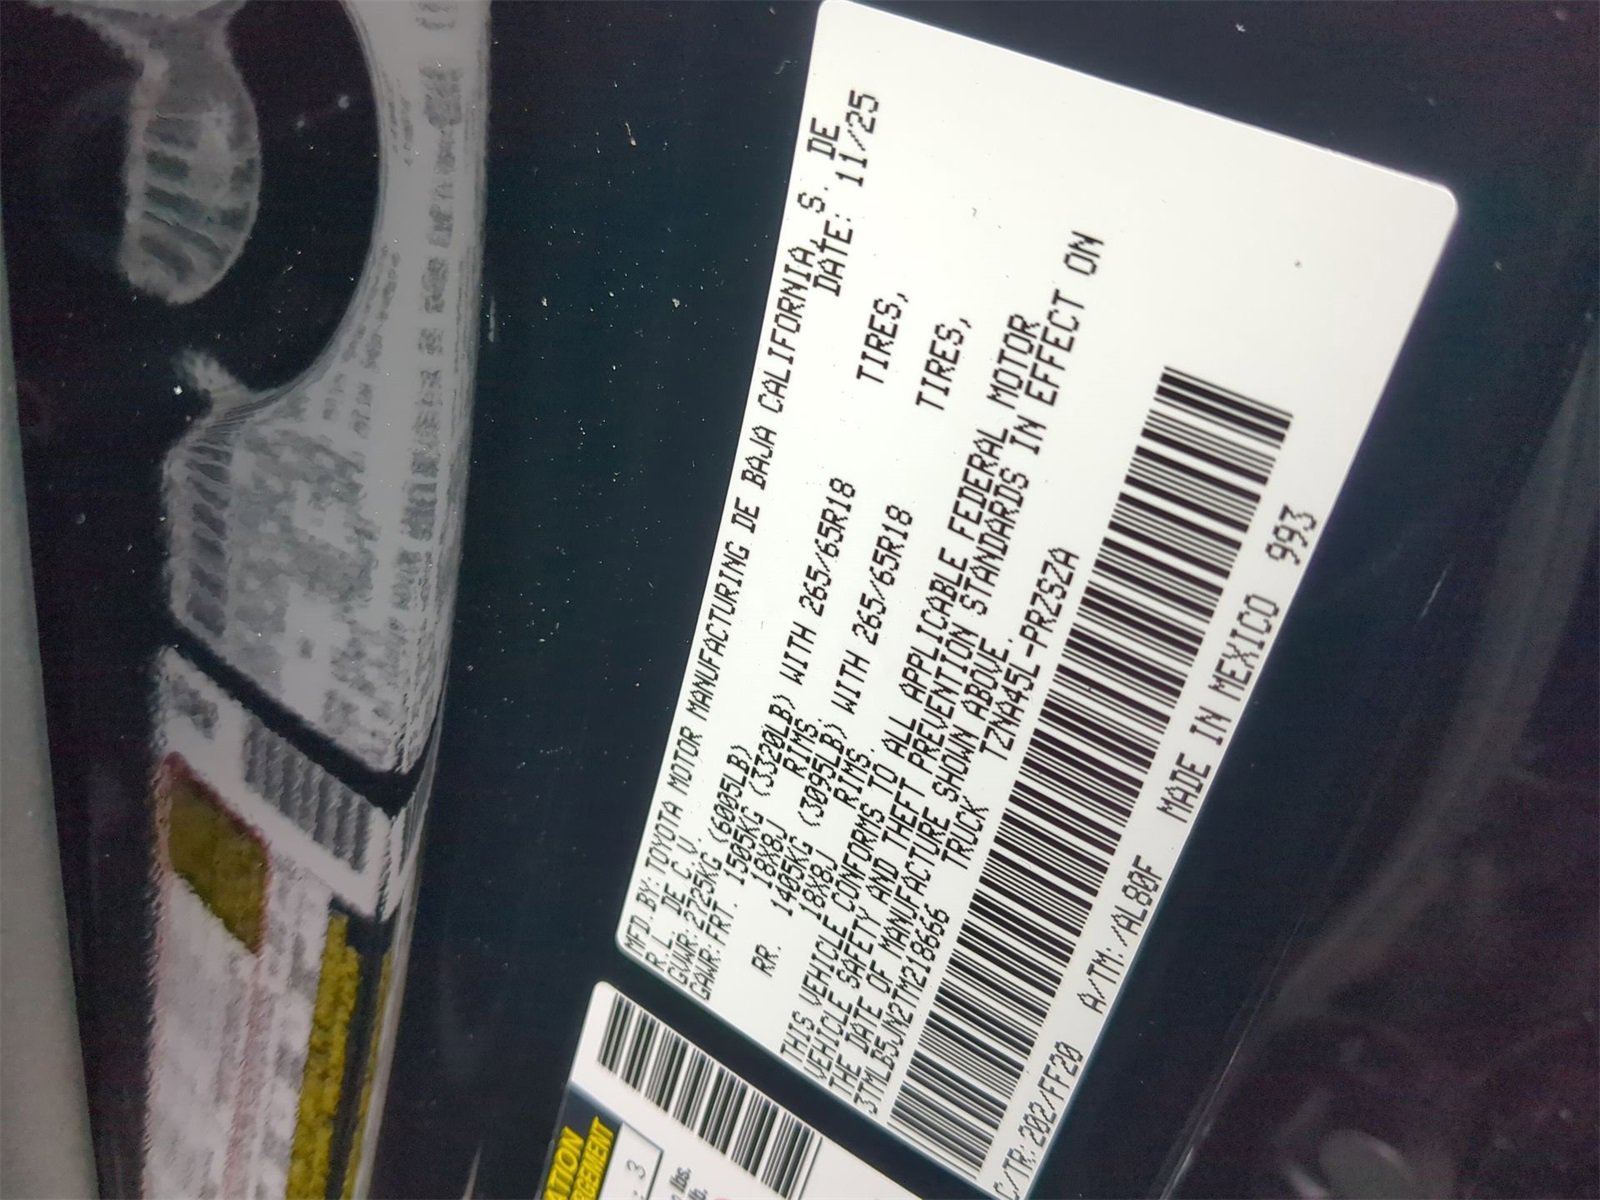 MFD. BY: TOYOTA MOTOR MANUFACTURING DE BAJA CALIFORNIA, S. DE
R.L. DE C.V. DATE: 11/25
GVWR: 2725KG (6005LB)
GAWR: FRT. 1505KG (3320LB) WITH 265/65R18 TIRES,
18X8J RIMS,
RR. 1405KG (3095LB) WITH 265/65R18 TIRES,
18X8J RIMS.
THIS VEHICLE CONFORMS TO ALL APPLICABLE FEDERAL MOTOR
VEHICLE SAFETY AND THEFT PREVENTION STANDARDS IN EFFECT ON
THE DATE OF MANUFACTURE SHOWN ABOVE.
3TMLB5JN2TM218666 TRUCK TZNA45L-PRZSZA
C/TR: 202/FF20 A/TM: /AL80F MADE IN MEXICO 993
: 3
lbs.